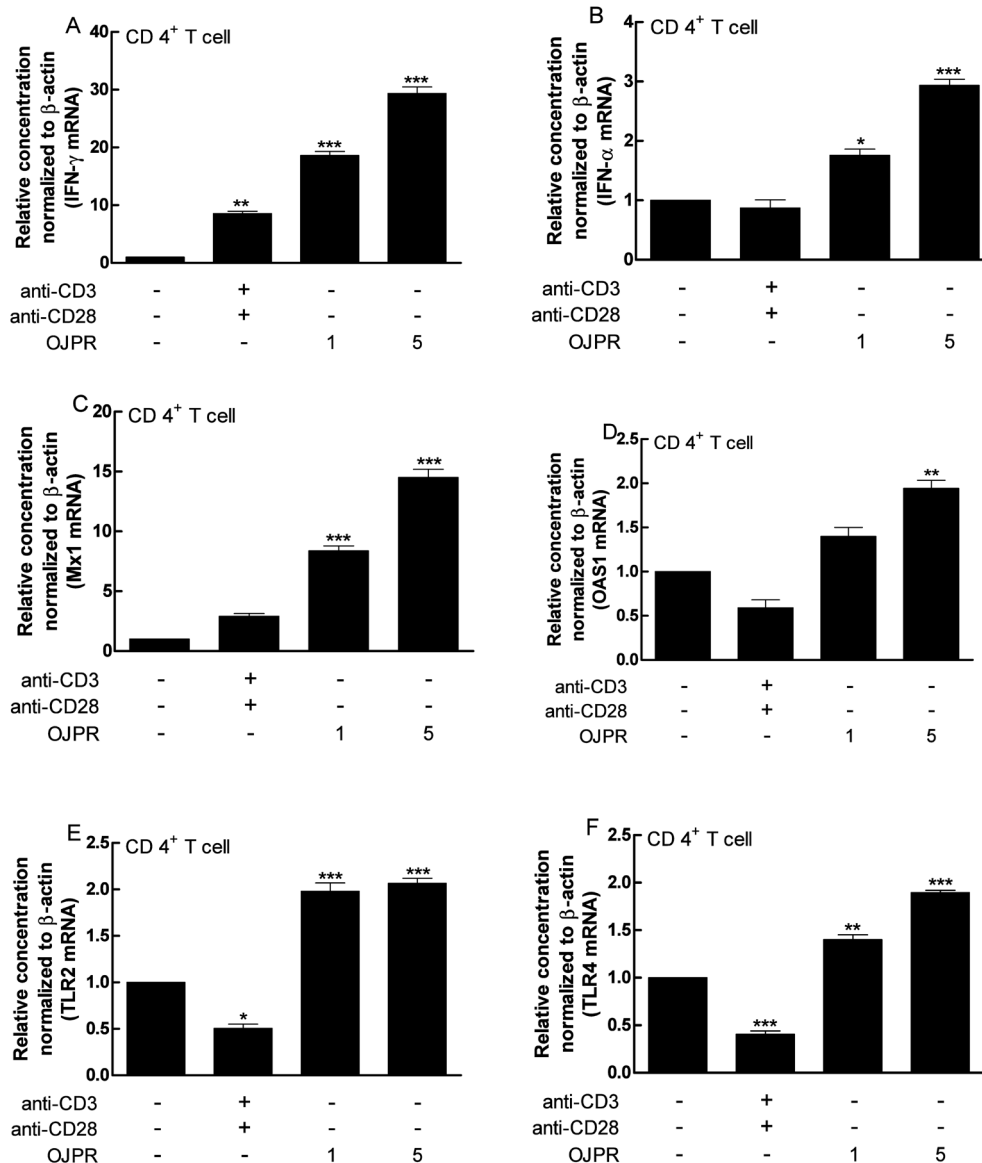 A
CD 4+ T cell
Relative concentration
normalized to β-actin
(IFN-γ mRNA)
40
30
20
10
0
**
***
***
anti-CD3 - + - -
anti-CD28 - + - -
OJPR - - 1 5
B
CD 4+ T cell
Relative concentration
normalized to β-actin
(IFN-α mRNA)
4
3
2
1
0
*
***
anti-CD3 - + - -
anti-CD28 - + - -
OJPR - - 1 5
C
CD 4+ T cell
Relative concentration
normalized to β-actin
(Mx1 mRNA)
20
15
10
5
0
***
***
anti-CD3 - + - -
anti-CD28 - + - -
OJPR - - 1 5
D
CD 4+ T cell
Relative concentration
normalized to β-actin
(OAS1 mRNA)
2.5
2.0
1.5
1.0
0.5
0.0
**
anti-CD3 - + - -
anti-CD28 - + - -
OJPR - - 1 5
E
CD 4+ T cell
Relative concentration
normalized to β-actin
(TLR2 mRNA)
2.5
2.0
1.5
1.0
0.5
0.0
*
***
***
anti-CD3 - + - -
anti-CD28 - + - -
OJPR - - 1 5
F
CD 4+ T cell
Relative concentration
normalized to β-actin
(TLR4 mRNA)
2.5
2.0
1.5
1.0
0.5
0.0
***
**
***
anti-CD3 - + - -
anti-CD28 - + - -
OJPR - - 1 5